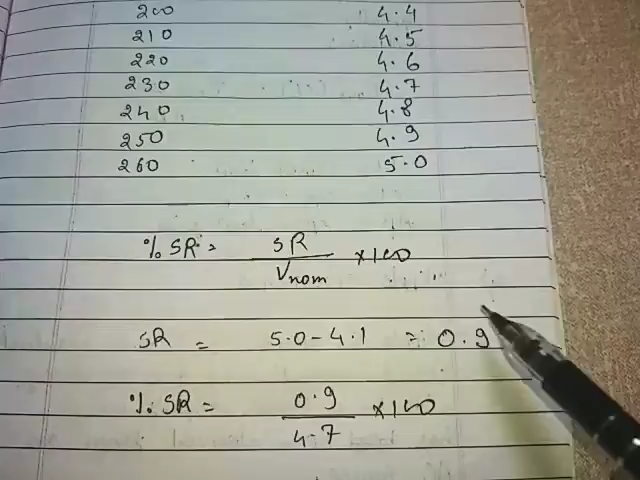 200 4.4
210 4.5
220 4.6
230 4.7
240 4.8
250 4.9
260 5.0
% SR = SR / Vnom × 100
SR = 5.0 - 4.1 = 0.9
% SR = 0.9 / 4.7 × 100